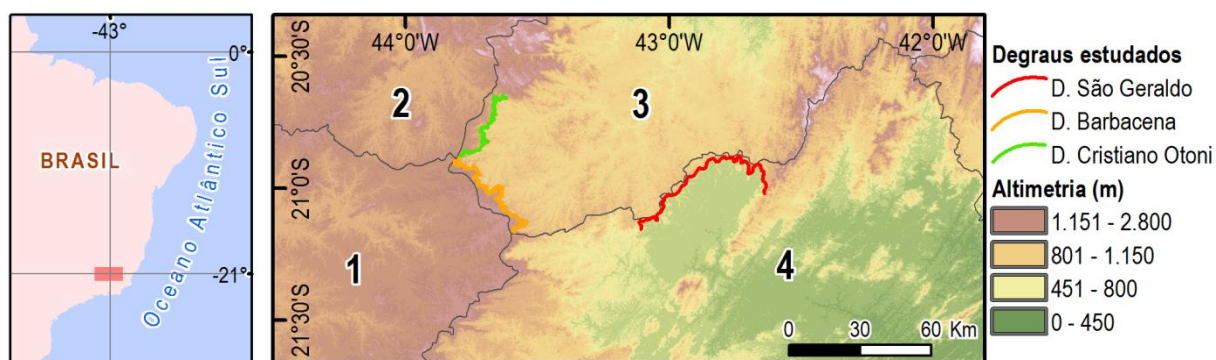 -43°
0°
BRASIL
Oceano Atlântico Sul
-21°
44°0'W
43°0'W
42°0'W
20°30'S
21°0'S
21°30'S
2
3
1
4
0 30 60 Km
Degraus estudados
D. São Geraldo
D. Barbacena
D. Cristiano Otoni
Altimetria (m)
1.151 - 2.800
801 - 1.150
451 - 800
0 - 450